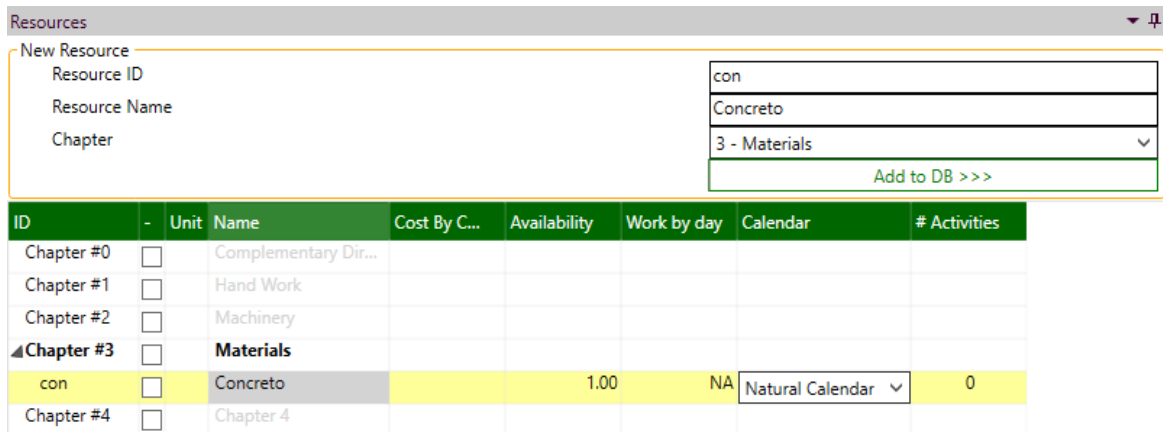 Resources
New Resource
Resource ID con
Resource Name Concreto
Chapter 3 - Materials
Add to DB >>>
ID - Unit Name Cost By C... Availability Work by day Calendar # Activities
Chapter #0 Complementary Dir...
Chapter #1 Hand Work
Chapter #2 Machinery
Chapter #3 Materials
con Concreto 1.00 NA Natural Calendar 0
Chapter #4 Chapter 4